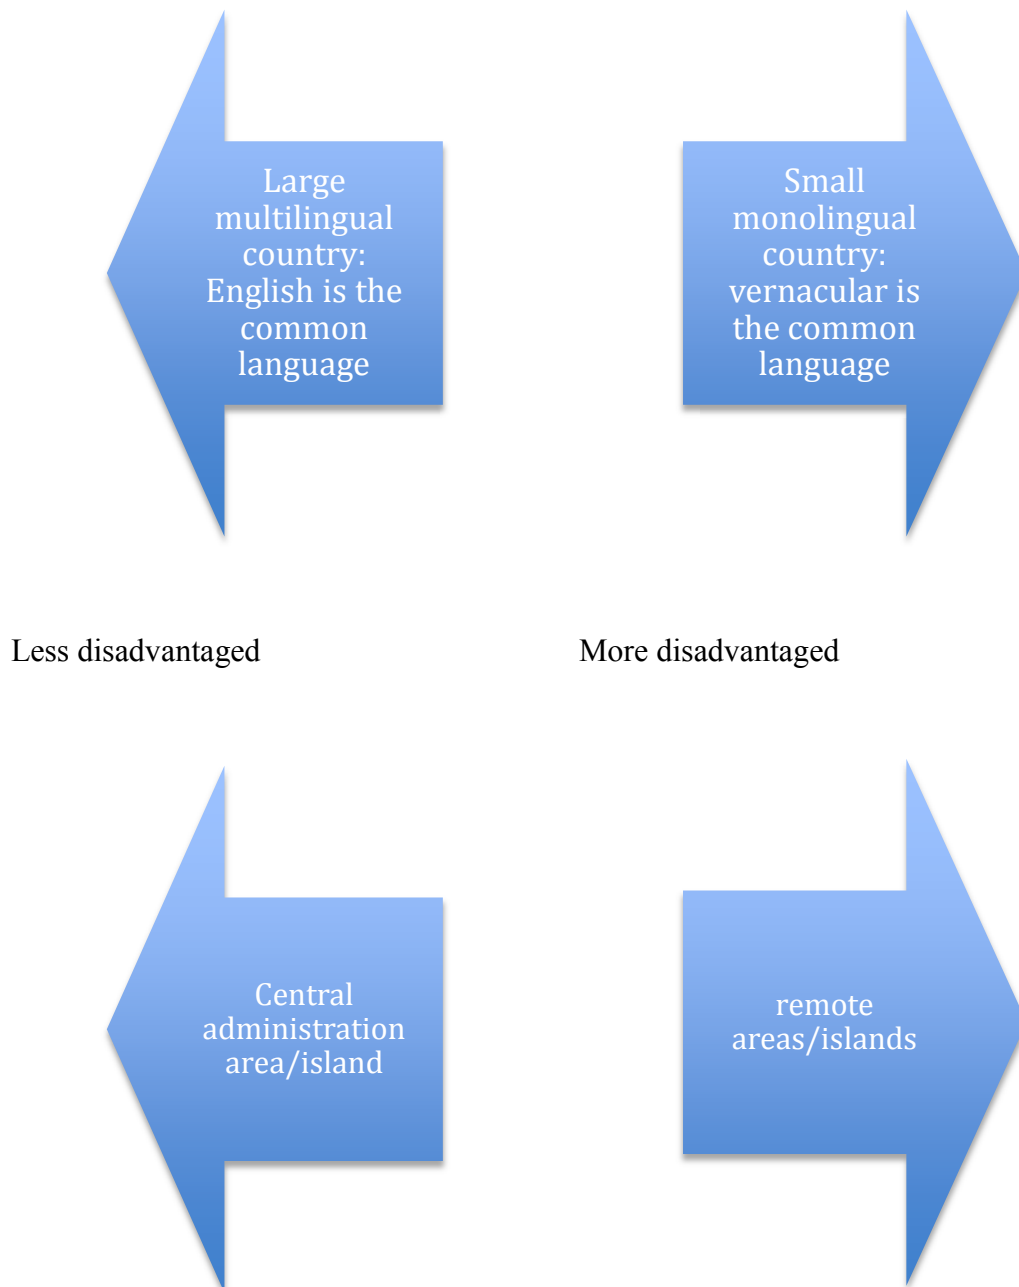 Large
multilingual
country:
English is the
common
language
Small
monolingual
country:
vernacular is
the common
language
Less disadvantaged
More disadvantaged
Central
administration
area/island
remote
areas/islands